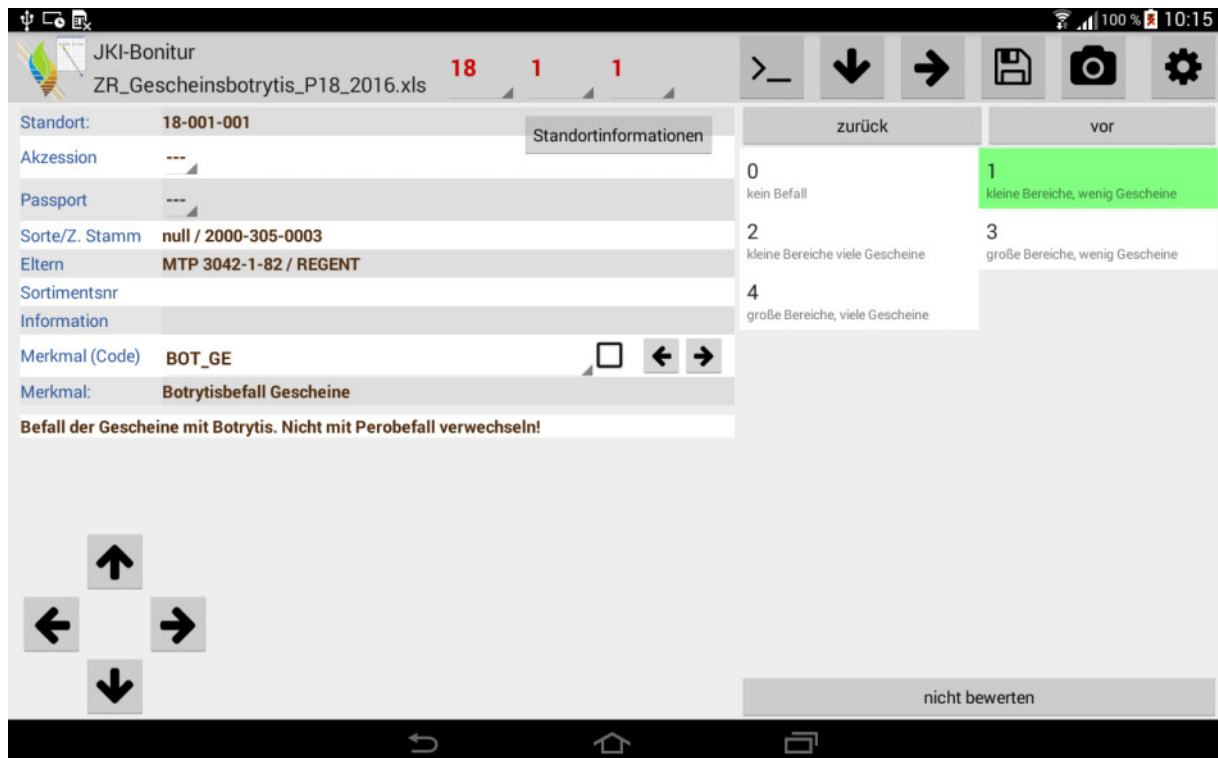 100 % 10:15
JKI-Bonitur
ZR_Gescheinsbotrytis_P18_2016.xls
18 1 1
Standort: 18-001-001
Standortinformationen
Akzession ---
Passport ---
Sorte/Z. Stamm null / 2000-305-0003
Eltern MTP 3042-1-82 / REGENT
Sortimentsnr
Information
Merkmal (Code) BOT_GE
Merkmal: Botrytisbefall Gescheine
Befall der Gescheine mit Botrytis. Nicht mit Perobefall verwechseln!
zurück vor
0
kein Befall
1
kleine Bereiche, wenig Gescheine
2
kleine Bereiche viele Gescheine
3
große Bereiche, wenig Gescheine
4
große Bereiche, viele Gescheine
nicht bewerten